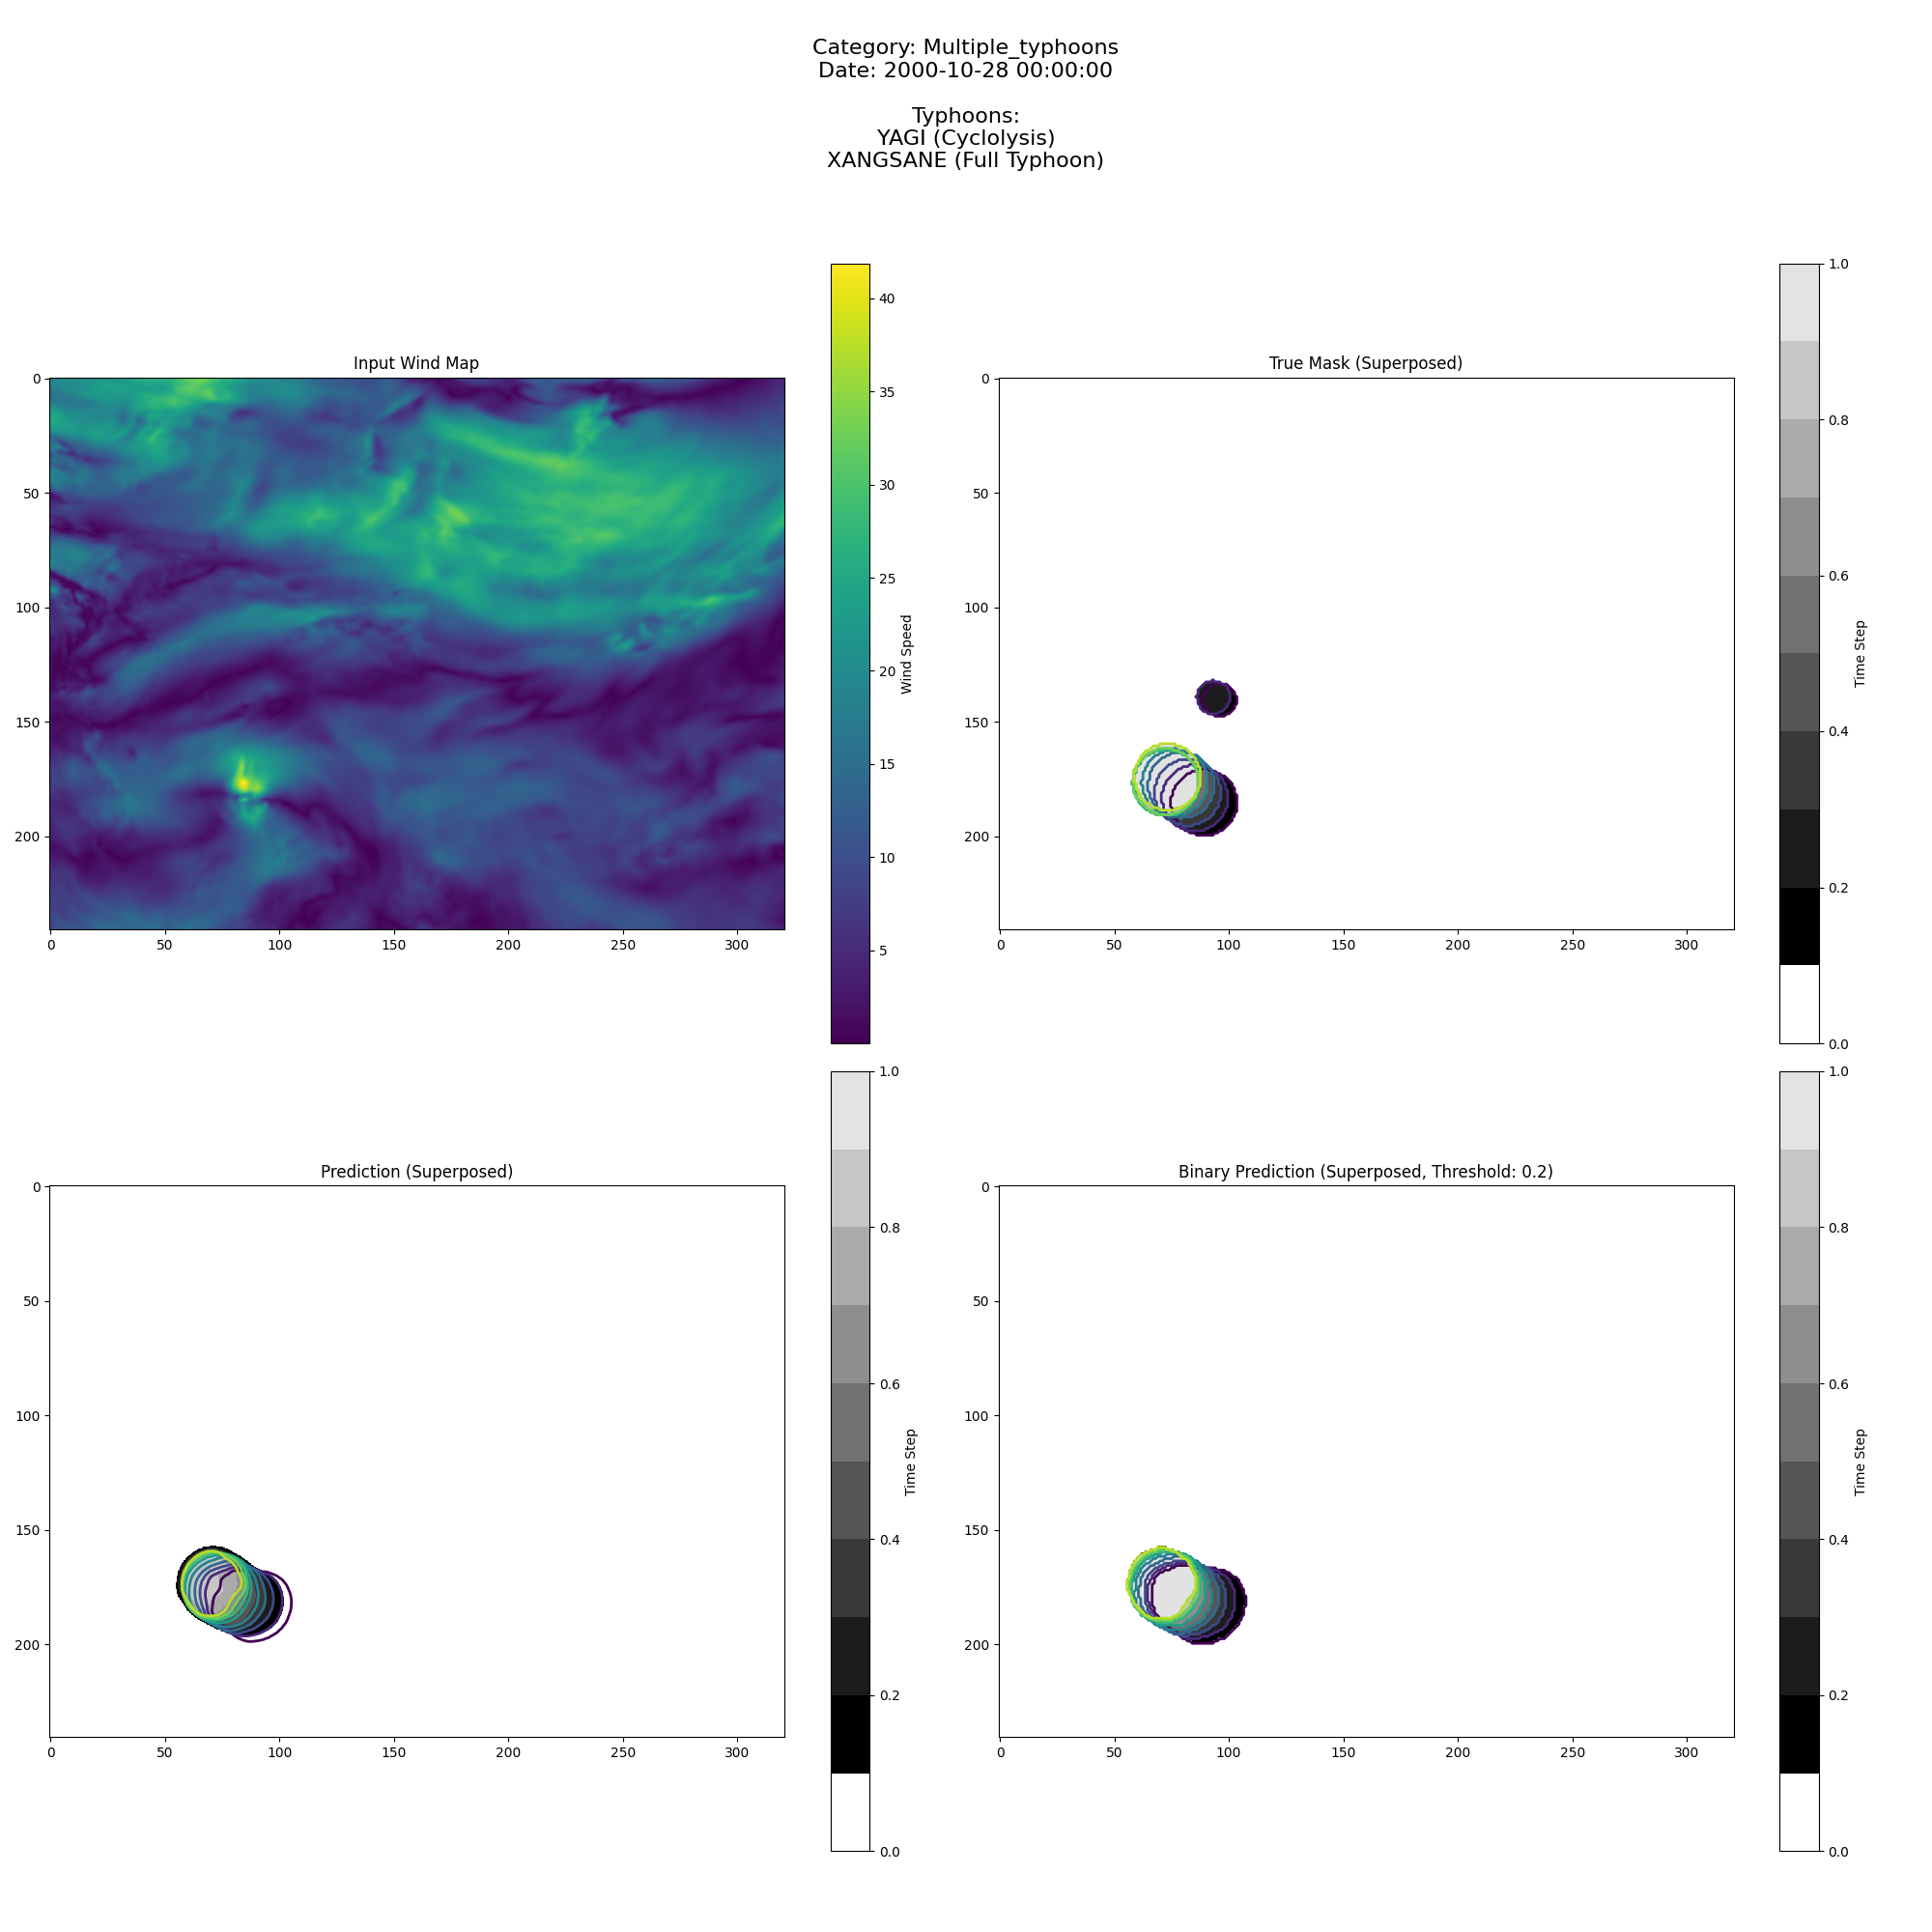 Category: Multiple_typhoons
Date: 2000-10-28 00:00:00
Typhoons:
YAGI (Cyclolysis)
XANGSANE (Full Typhoon)
Input Wind Map
0
50
100
150
200
0 50 100 150 200 250 300
40
35
30
25
20
15
10
5
Wind Speed
True Mask (Superposed)
0
50
100
150
200
0 50 100 150 200 250 300
1.0
0.8
0.6
0.4
0.2
0.0
Time Step
Prediction (Superposed)
0
50
100
150
200
0 50 100 150 200 250 300
1.0
0.8
0.6
0.4
0.2
0.0
Time Step
Binary Prediction (Superposed, Threshold: 0.2)
0
50
100
150
200
0 50 100 150 200 250 300
1.0
0.8
0.6
0.4
0.2
0.0
Time Step